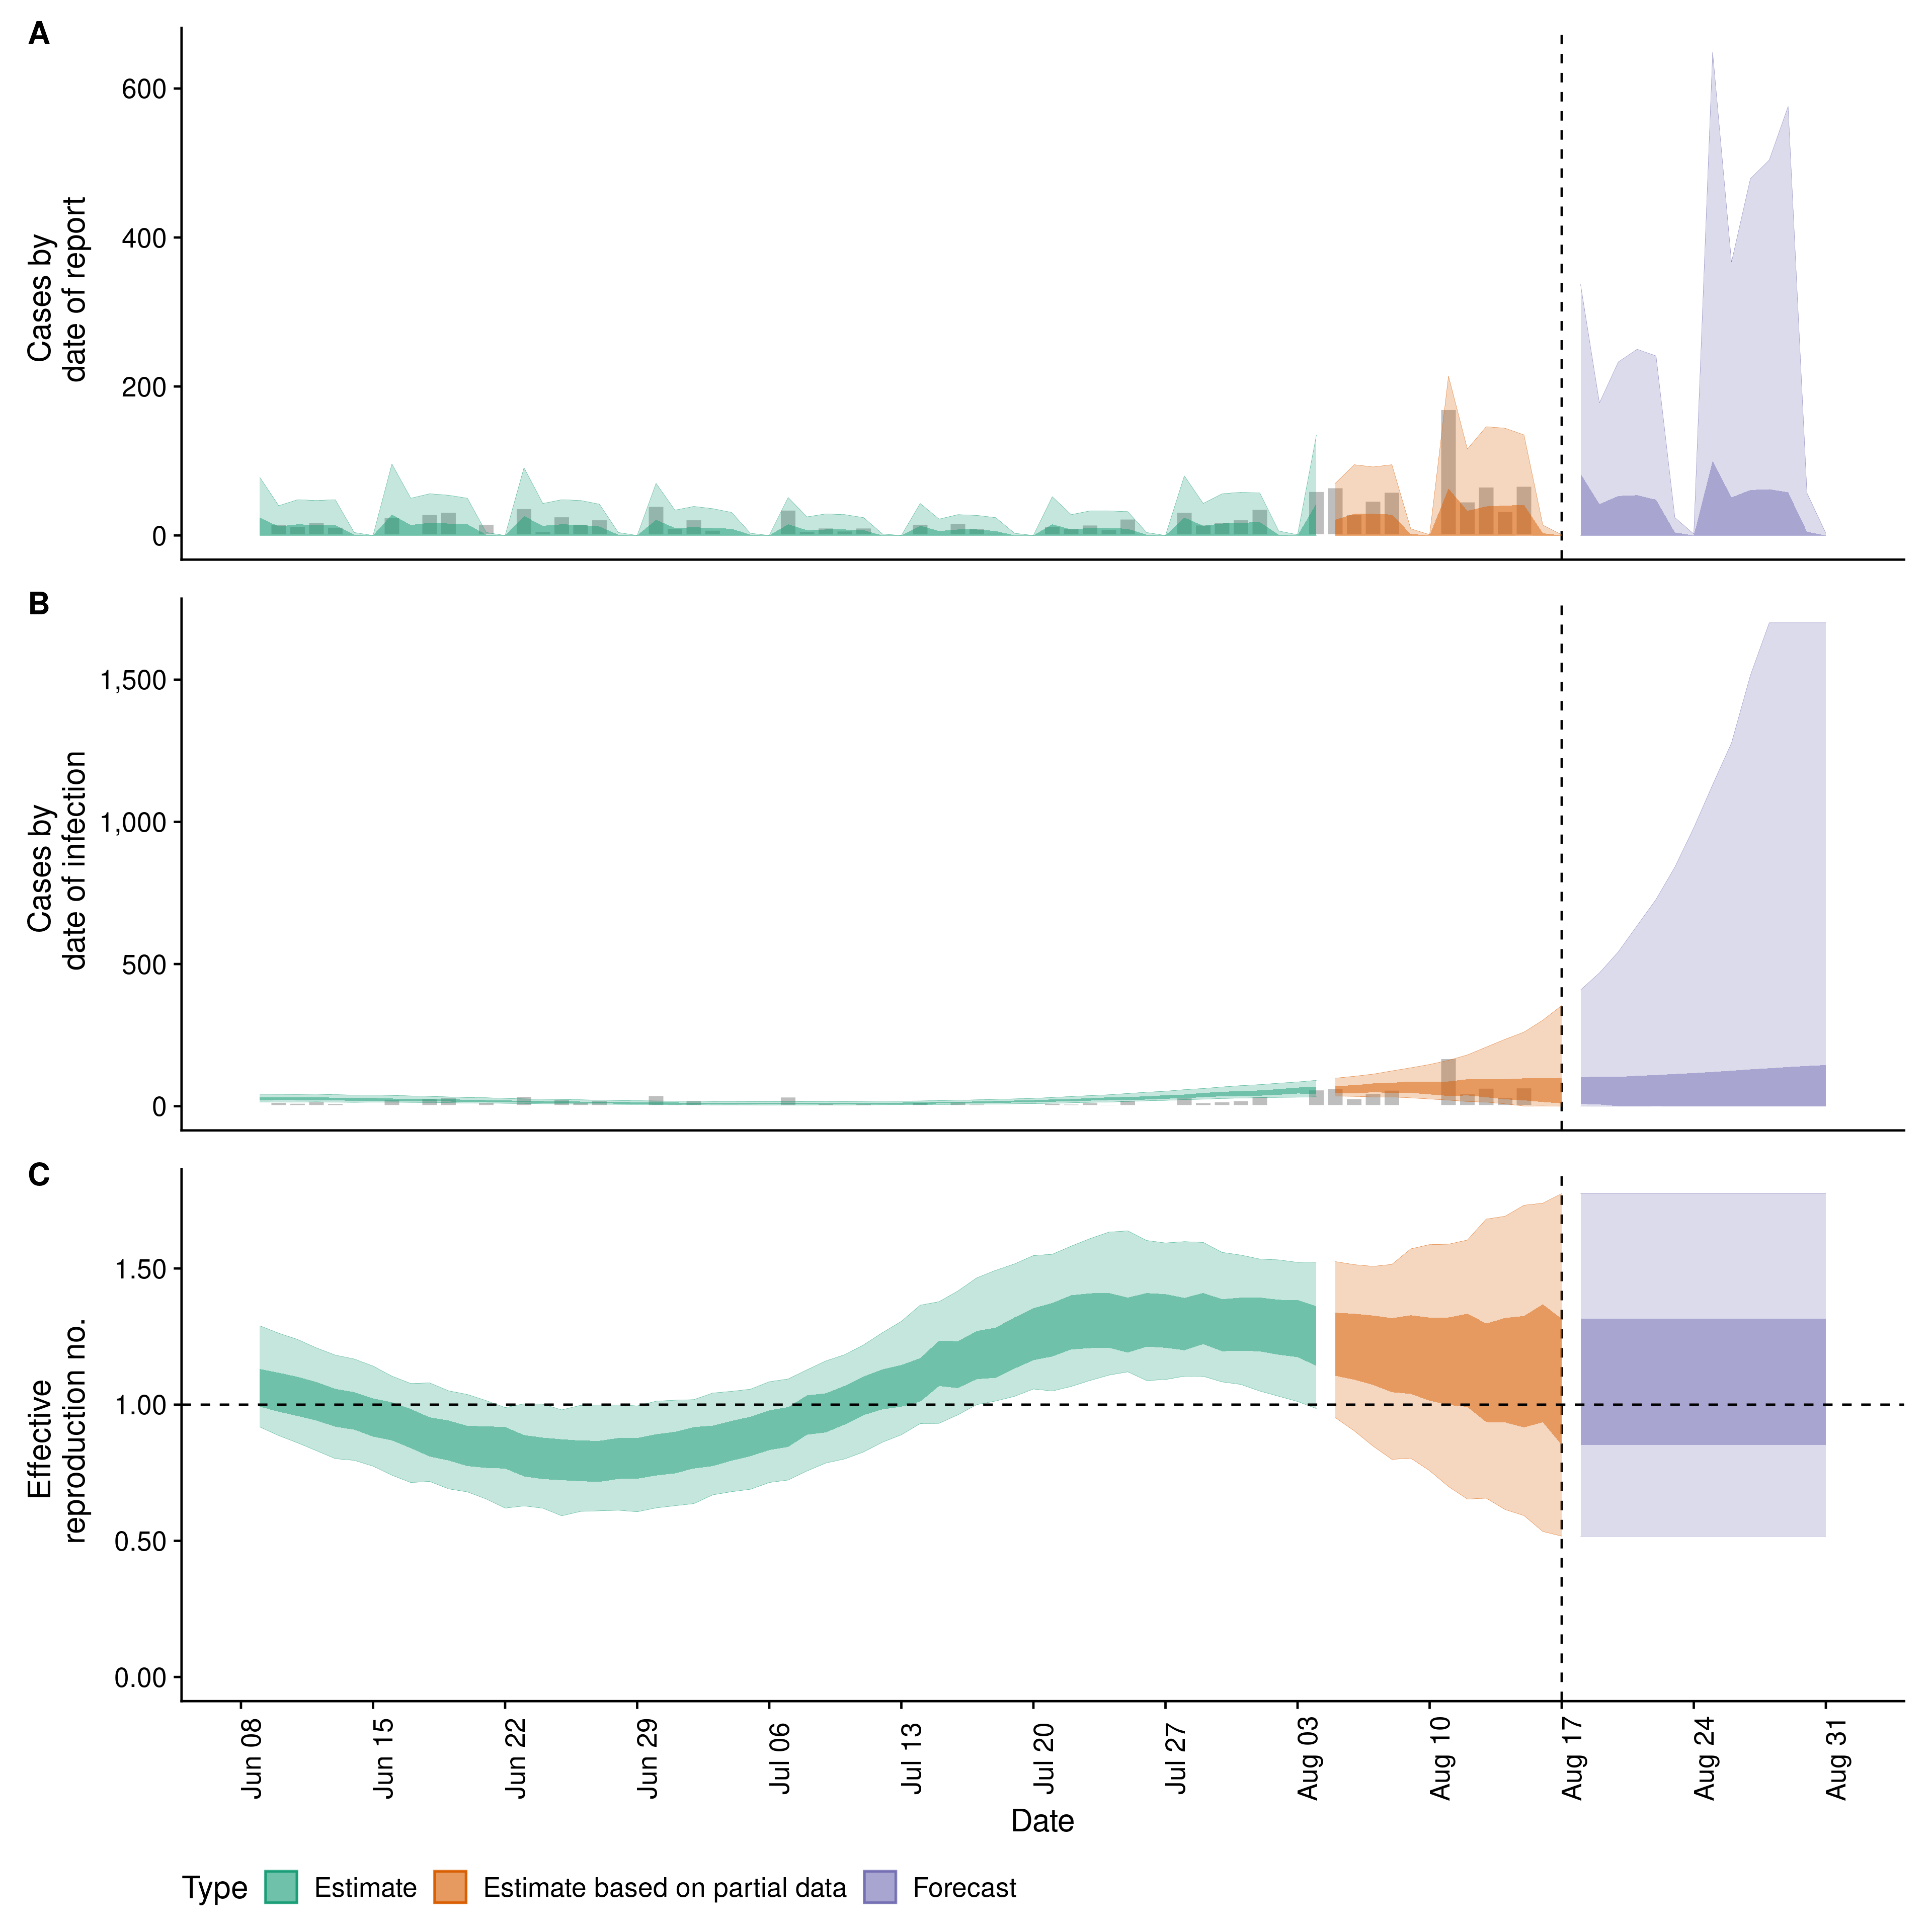 A
Cases by
date of report
600
400
200
0
B
Cases by
date of infection
1,500
1,000
500
0
C
Effective
reproduction no.
1.50
1.00
0.50
0.00
Jun 08
Jun 15
Jun 22
Jun 29
Jul 06
Jul 13
Jul 20
Jul 27
Aug 03
Aug 10
Aug 17
Aug 24
Aug 31
Date
Type Estimate Estimate based on partial data Forecast